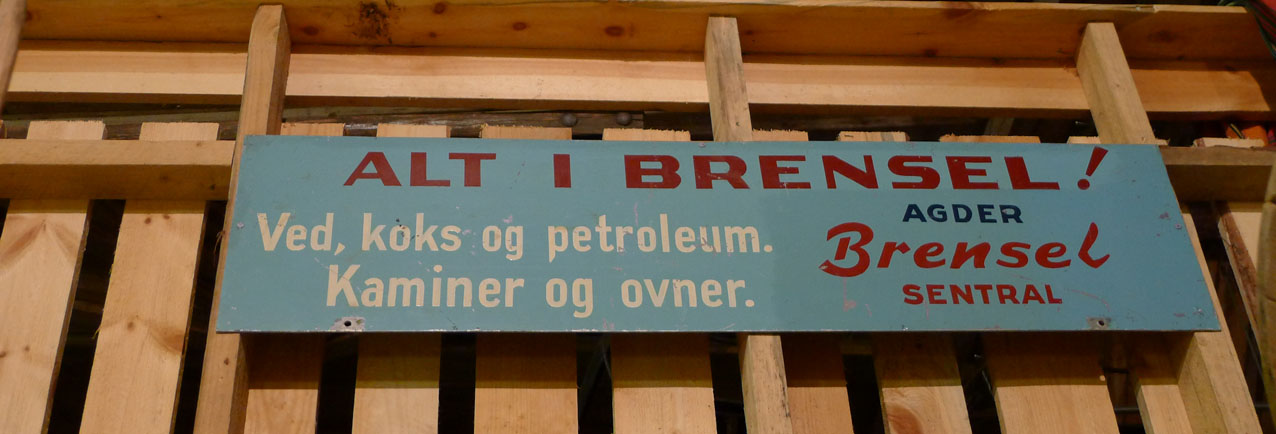 ALT I BRENSEL!
Ved, koks og petroleum.
Kaminer og ovner.
AGDER
Brensel
SENTRAL